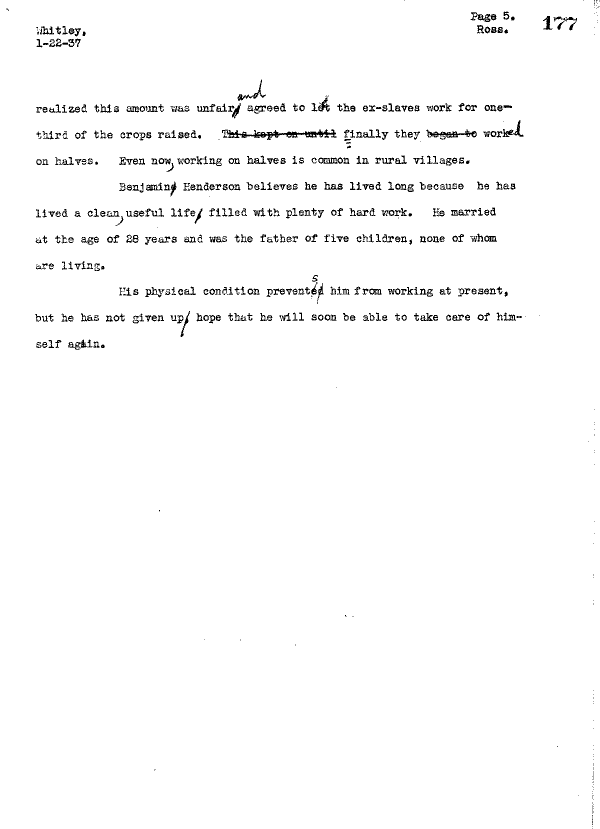 Whitley,
1-22-37
Page 5.
Ross.
177
realized this amount was unfair, and agreed to let the ex-slaves work for one-
third of the crops raised. This kept on until finally they began to worked
on halves. Even now, working on halves is common in rural villages.
Benjamin Henderson believes he has lived long because he has
lived a clean, useful life, filled with plenty of hard work. He married
at the age of 28 years and was the father of five children, none of whom
are living.
His physical condition prevents him from working at present,
but he has not given up hope that he will soon be able to take care of him-
self again.